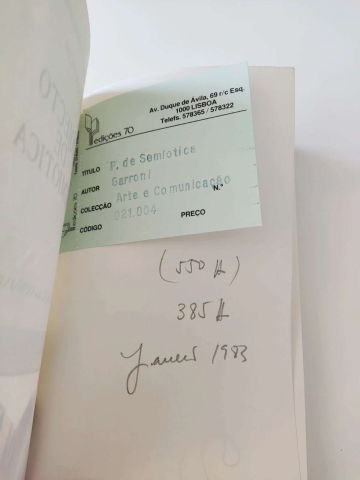 edições 70
Av. Duque de Ávila, 69 r/c Esq.
1000 LISBOA
Telefs. 578365 / 578322
TÍTULO P. de Semiotica
AUTOR Garroni
COLECÇÃO Arte e Comunicação
N.º
CÓDIGO 021.004
PREÇO
(550 $)
385 $
Janeiro 1983